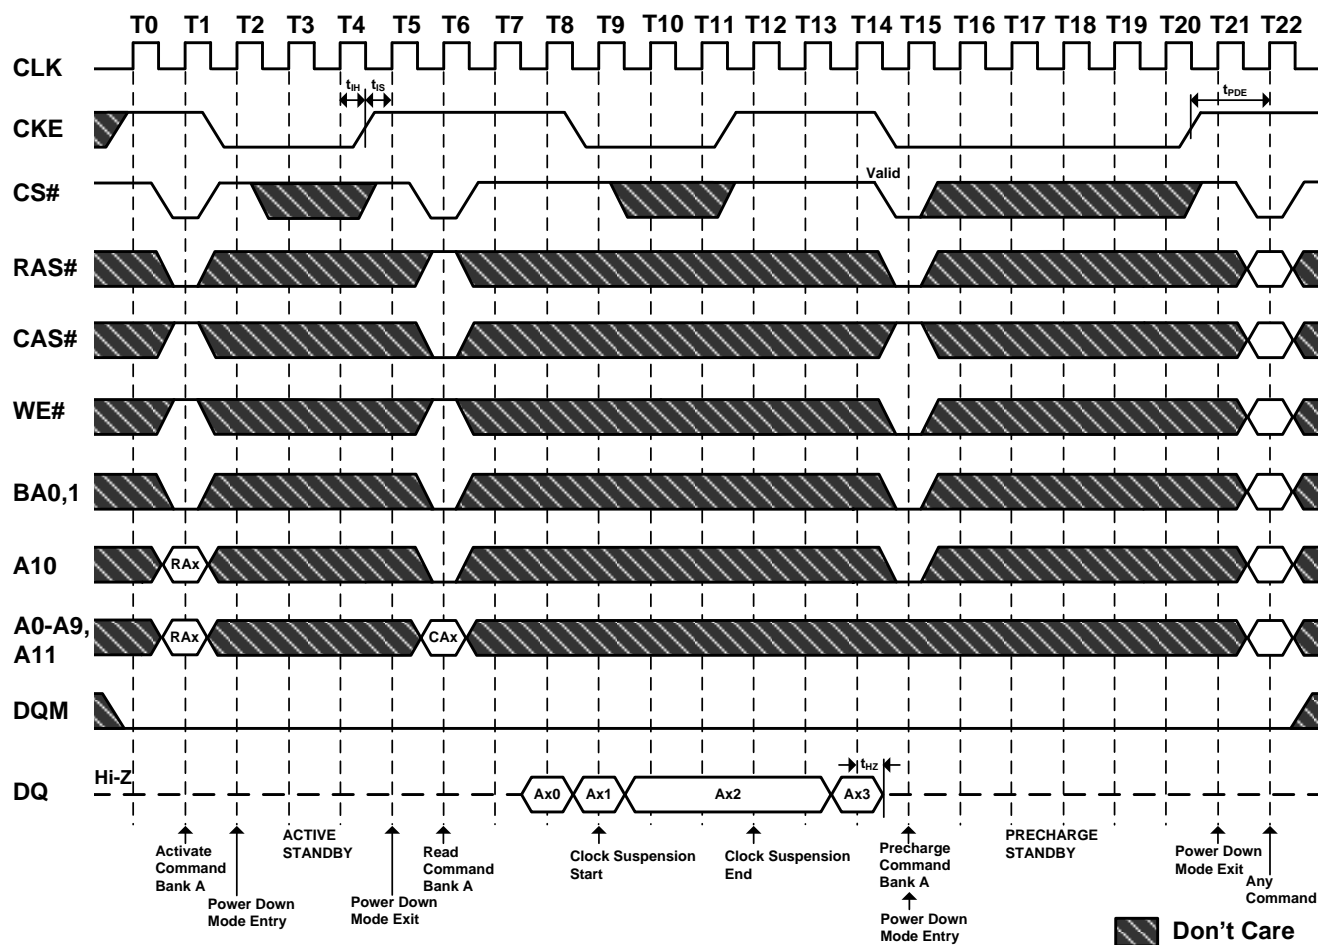 T0 T1 T2 T3 T4 T5 T6 T7 T8 T9 T10 T11 T12 T13 T14 T15 T16 T17 T18 T19 T20 T21 T22
CLK
tIH tIS tPDE
CKE
Valid
CS#
RAS#
CAS#
WE#
BA0,1
A10 RAx
A0-A9,
A11 RAx CAx
DQM
Hi-Z tHZ
DQ Ax0 Ax1 Ax2 Ax3
Activate
Command
Bank A
Power Down
Mode Entry
ACTIVE
STANDBY
Power Down
Mode Exit
Read
Command
Bank A
Clock Suspension
Start
Clock Suspension
End
Precharge
Command
Bank A
Power Down
Mode Entry
PRECHARGE
STANDBY
Power Down
Mode Exit
Any
Command
Don't Care